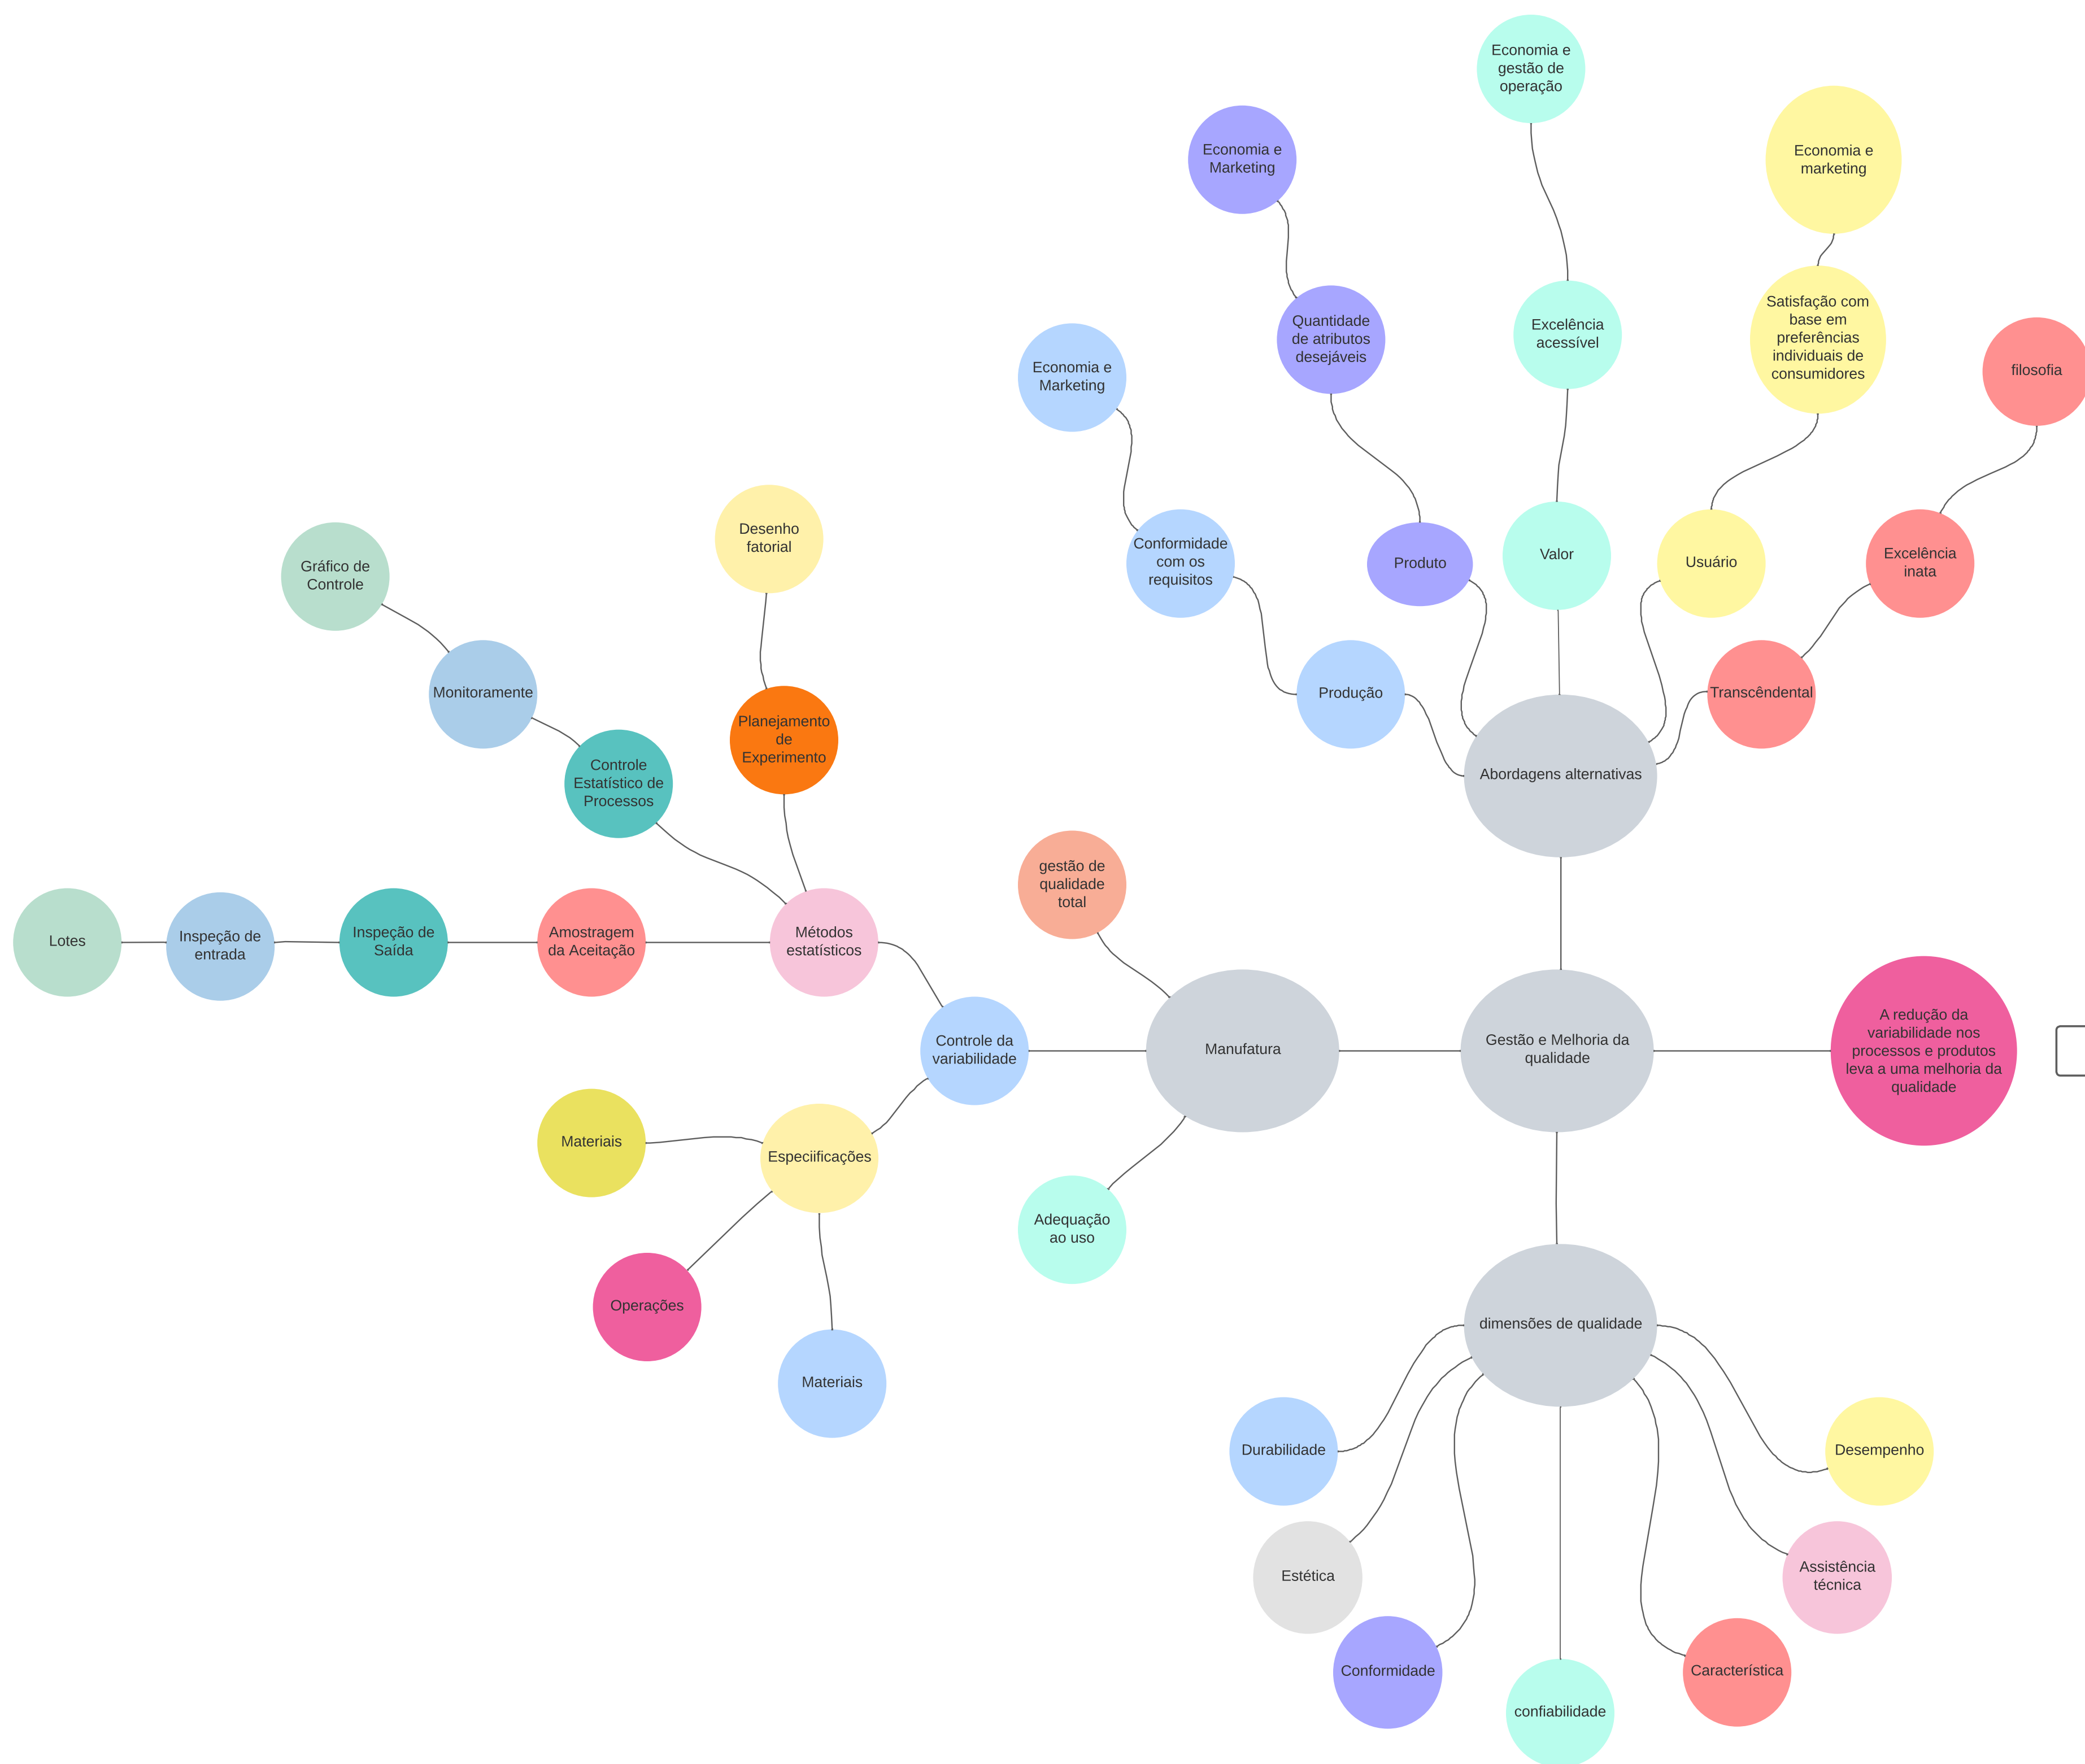 Economia e
gestão de
operação
Economia e
Marketing
Economia e
marketing
Quantidade
de atributos
desejáveis
Excelência
acessível
Satisfação com
base em
preferências
individuais de
consumidores
filosofia
Economia e
Marketing
Desenho
fatorial
Gráfico de
Controle
Conformidade
com os
requisitos
Produto
Valor
Usuário
Excelência
inata
Monitoramente
Planejamento
de
Experimento
Controle
Estatístico de
Processos
Produção
Transcêndental
Abordagens alternativas
gestão de
qualidade
total
Lotes
Inspeção de
entrada
Inspeção de
Saída
Amostragem
da Aceitação
Métodos
estatísticos
Controle da
variabilidade
Manufatura
Gestão e Melhoria da
qualidade
A redução da
variabilidade nos
processos e produtos
leva a uma melhoria da
qualidade
Materiais
Especiificações
Adequação
ao uso
Operações
Materiais
dimensões de qualidade
Durabilidade
Desempenho
Estética
Assistência
técnica
Conformidade
confiabilidade
Característica